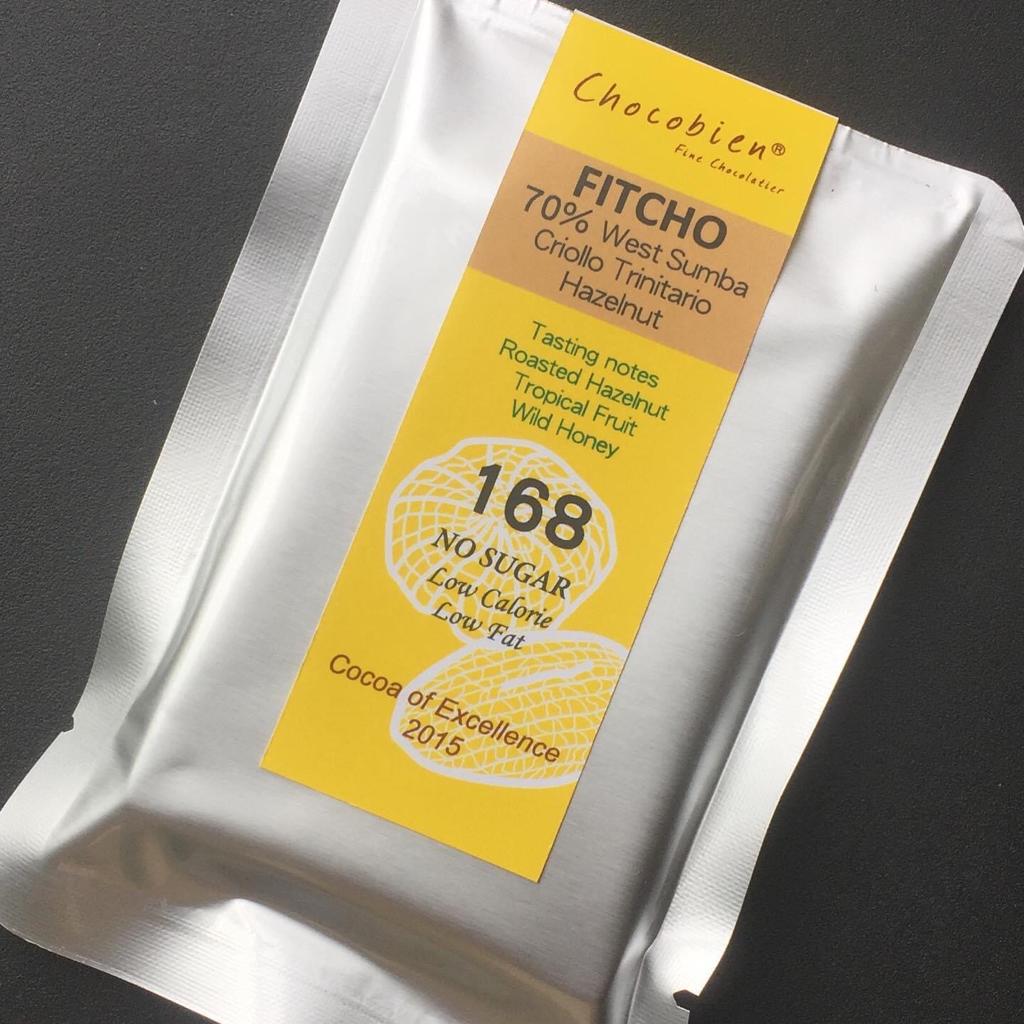 Chocobien®
Fine Chocolatier
FITCHO
70% West Sumba
Criollo Trinitario
Hazelnut
Tasting notes
Roasted Hazelnut
Tropical Fruit
Wild Honey
168
NO SUGAR
Low Calorie
Low Fat
Cocoa of Excellence
2015